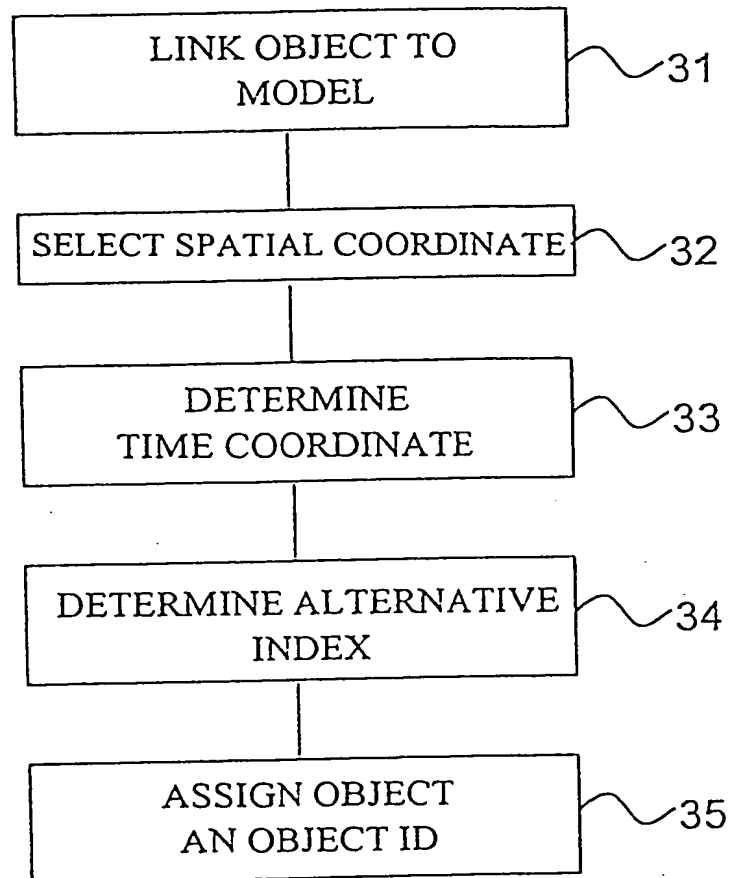 LINK OBJECT TO
MODEL
31
SELECT SPATIAL COORDINATE
32
DETERMINE
TIME COORDINATE
33
DETERMINE ALTERNATIVE
INDEX
34
ASSIGN OBJECT
AN OBJECT ID
35